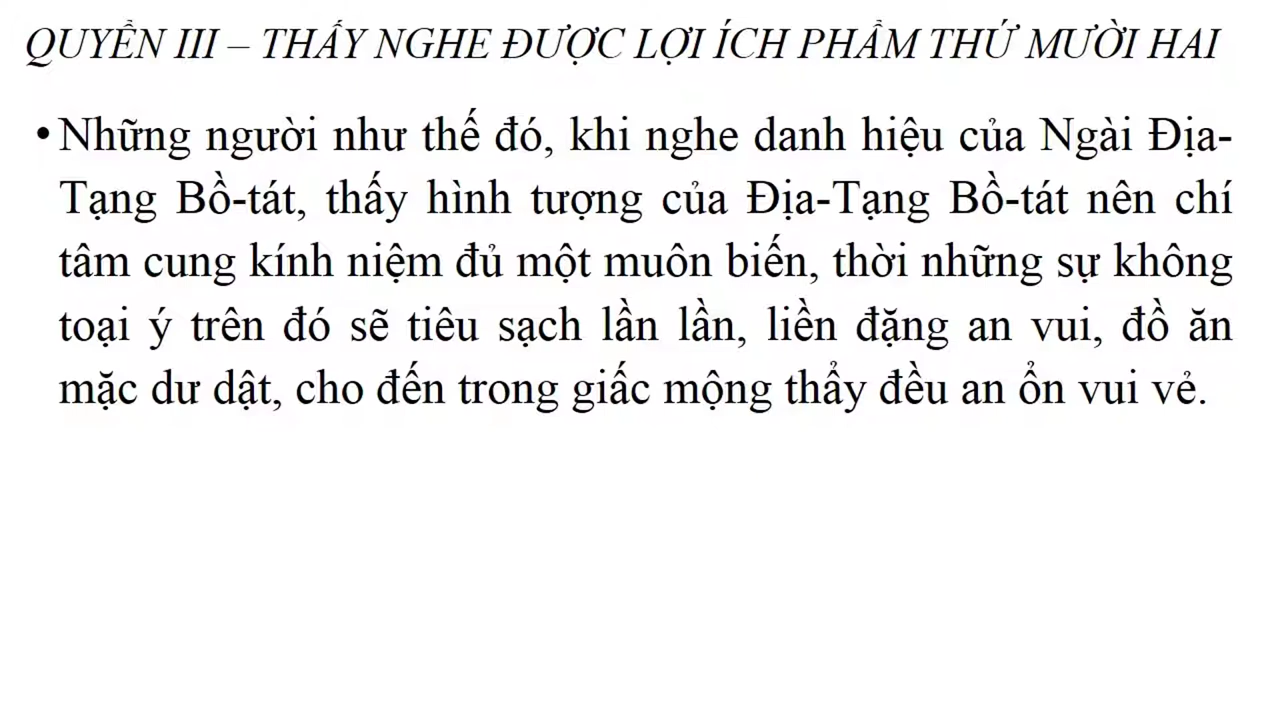 QUYỂN III – THẤY NGHE ĐƯỢC LỢI ÍCH PHẨM THỨ MƯỜI HAI
• Những người như thế đó, khi nghe danh hiệu của Ngài Địa-
Tạng Bồ-tát, thấy hình tượng của Địa-Tạng Bồ-tát nên chí
tâm cung kính niệm đủ một muôn biến, thời những sự không
toại ý trên đó sẽ tiêu sạch lần lần, liền đặng an vui, đồ ăn
mặc dư dật, cho đến trong giấc mộng thẩy đều an ổn vui vẻ.